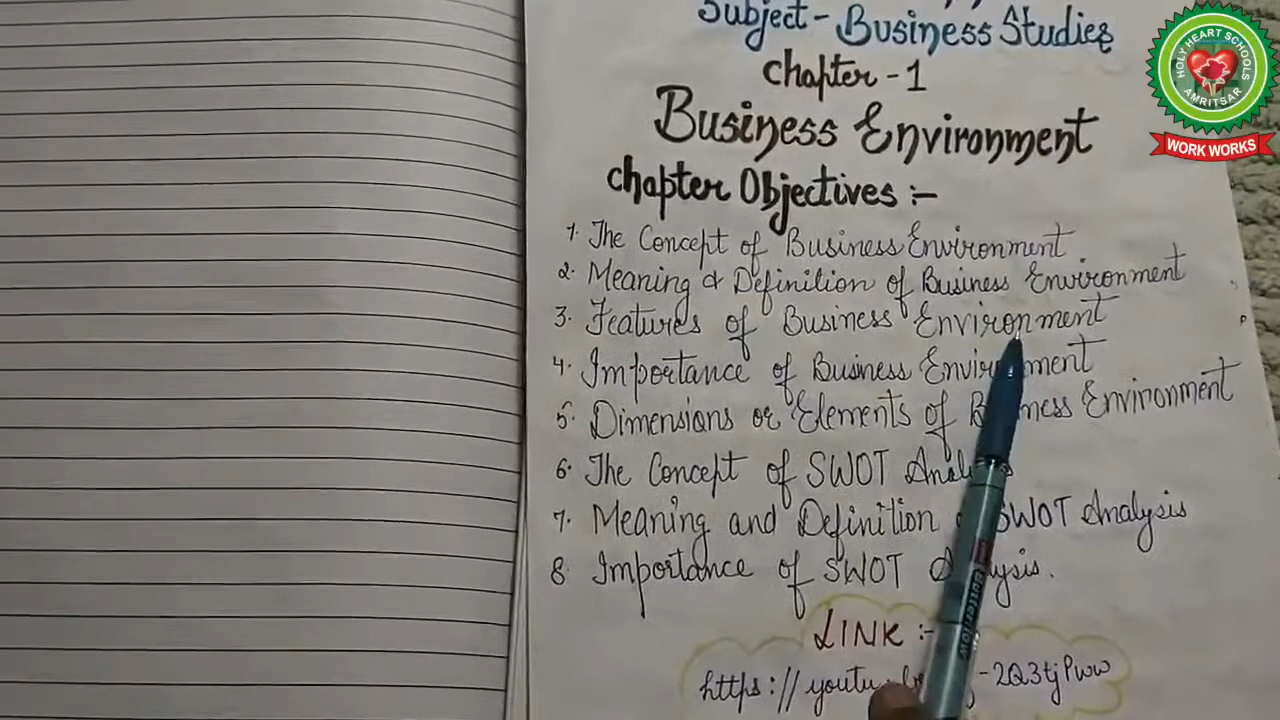 Subject - Business Studies
Chapter - 1
Business Environment
Chapter Objectives :-
1. The Concept of Business Environment
2. Meaning & Definition of Business Environment
3. Features of Business Environment
4. Importance of Business Environment
5. Dimensions or Elements of Environment
6. The Concept of SWOT
7. Meaning and Definition SWOT Analysis
8 Importance of SWOT
LINK :-
https://
HOLY HEART SCHOOLS
AMRITSAR
WORK WORKS